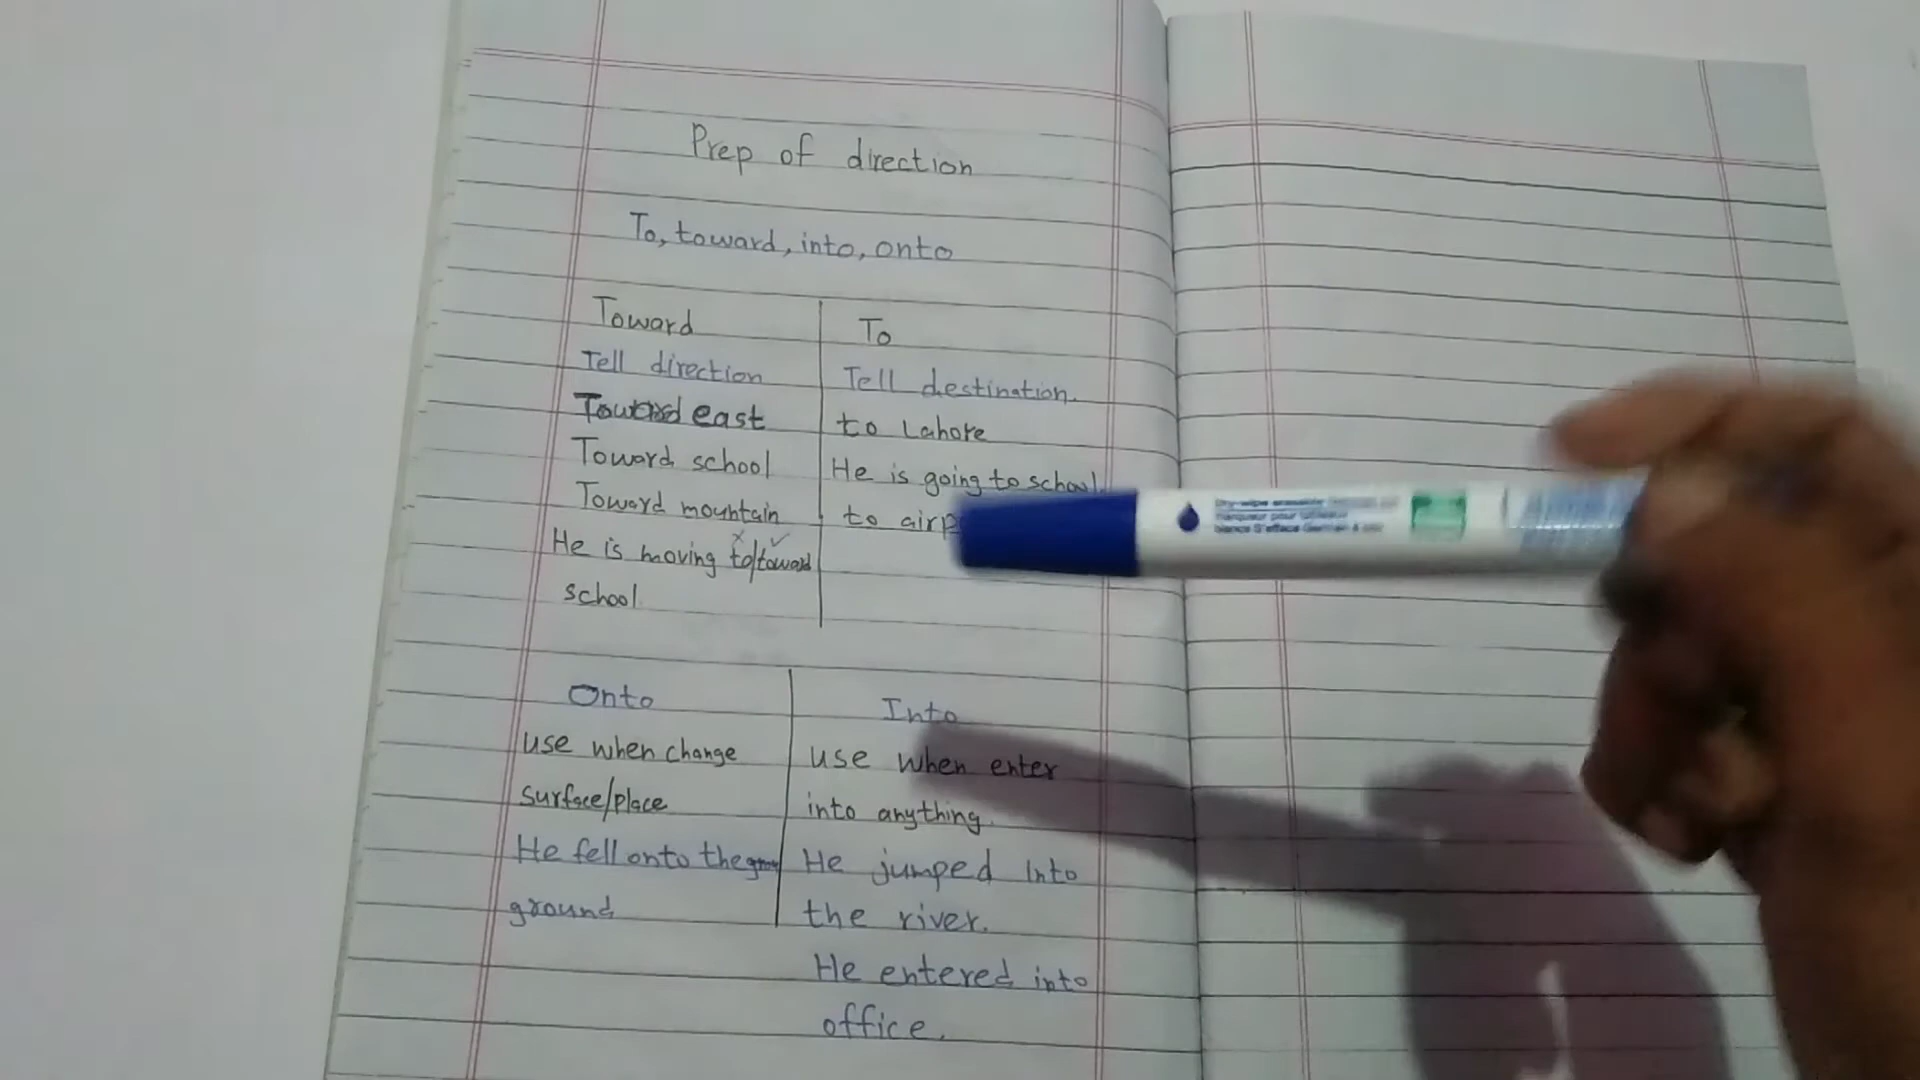 Prep of direction
To, toward, into, onto
Toward
Tell direction
Toward east
Toward school
Toward mountain
He is moving to/toward
school
To
Tell destination.
to Lahore
He is going to school.
to
Onto
use when change
surface/place
He fell onto the
ground
Into
use when enter
into anything.
He jumped into
the river.
He entered into
office.
Dry-wipe